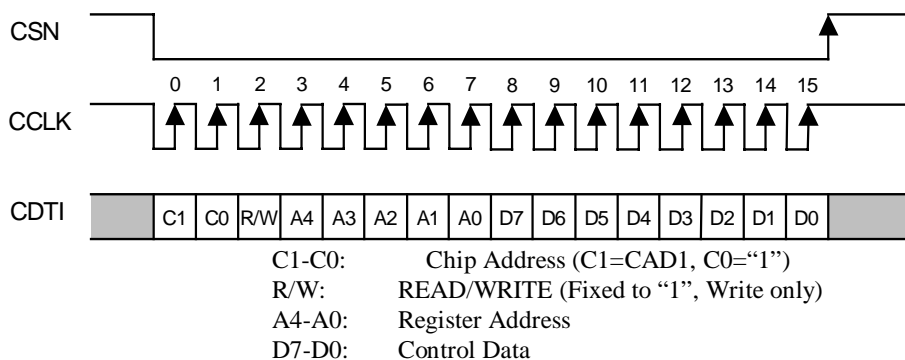 CSN
0 1 2 3 4 5 6 7 8 9 10 11 12 13 14 15
CCLK
CDTI C1 C0 R/W A4 A3 A2 A1 A0 D7 D6 D5 D4 D3 D2 D1 D0
C1-C0: Chip Address (C1=CAD1, C0=“1”)
R/W: READ/WRITE (Fixed to “1”, Write only)
A4-A0: Register Address
D7-D0: Control Data